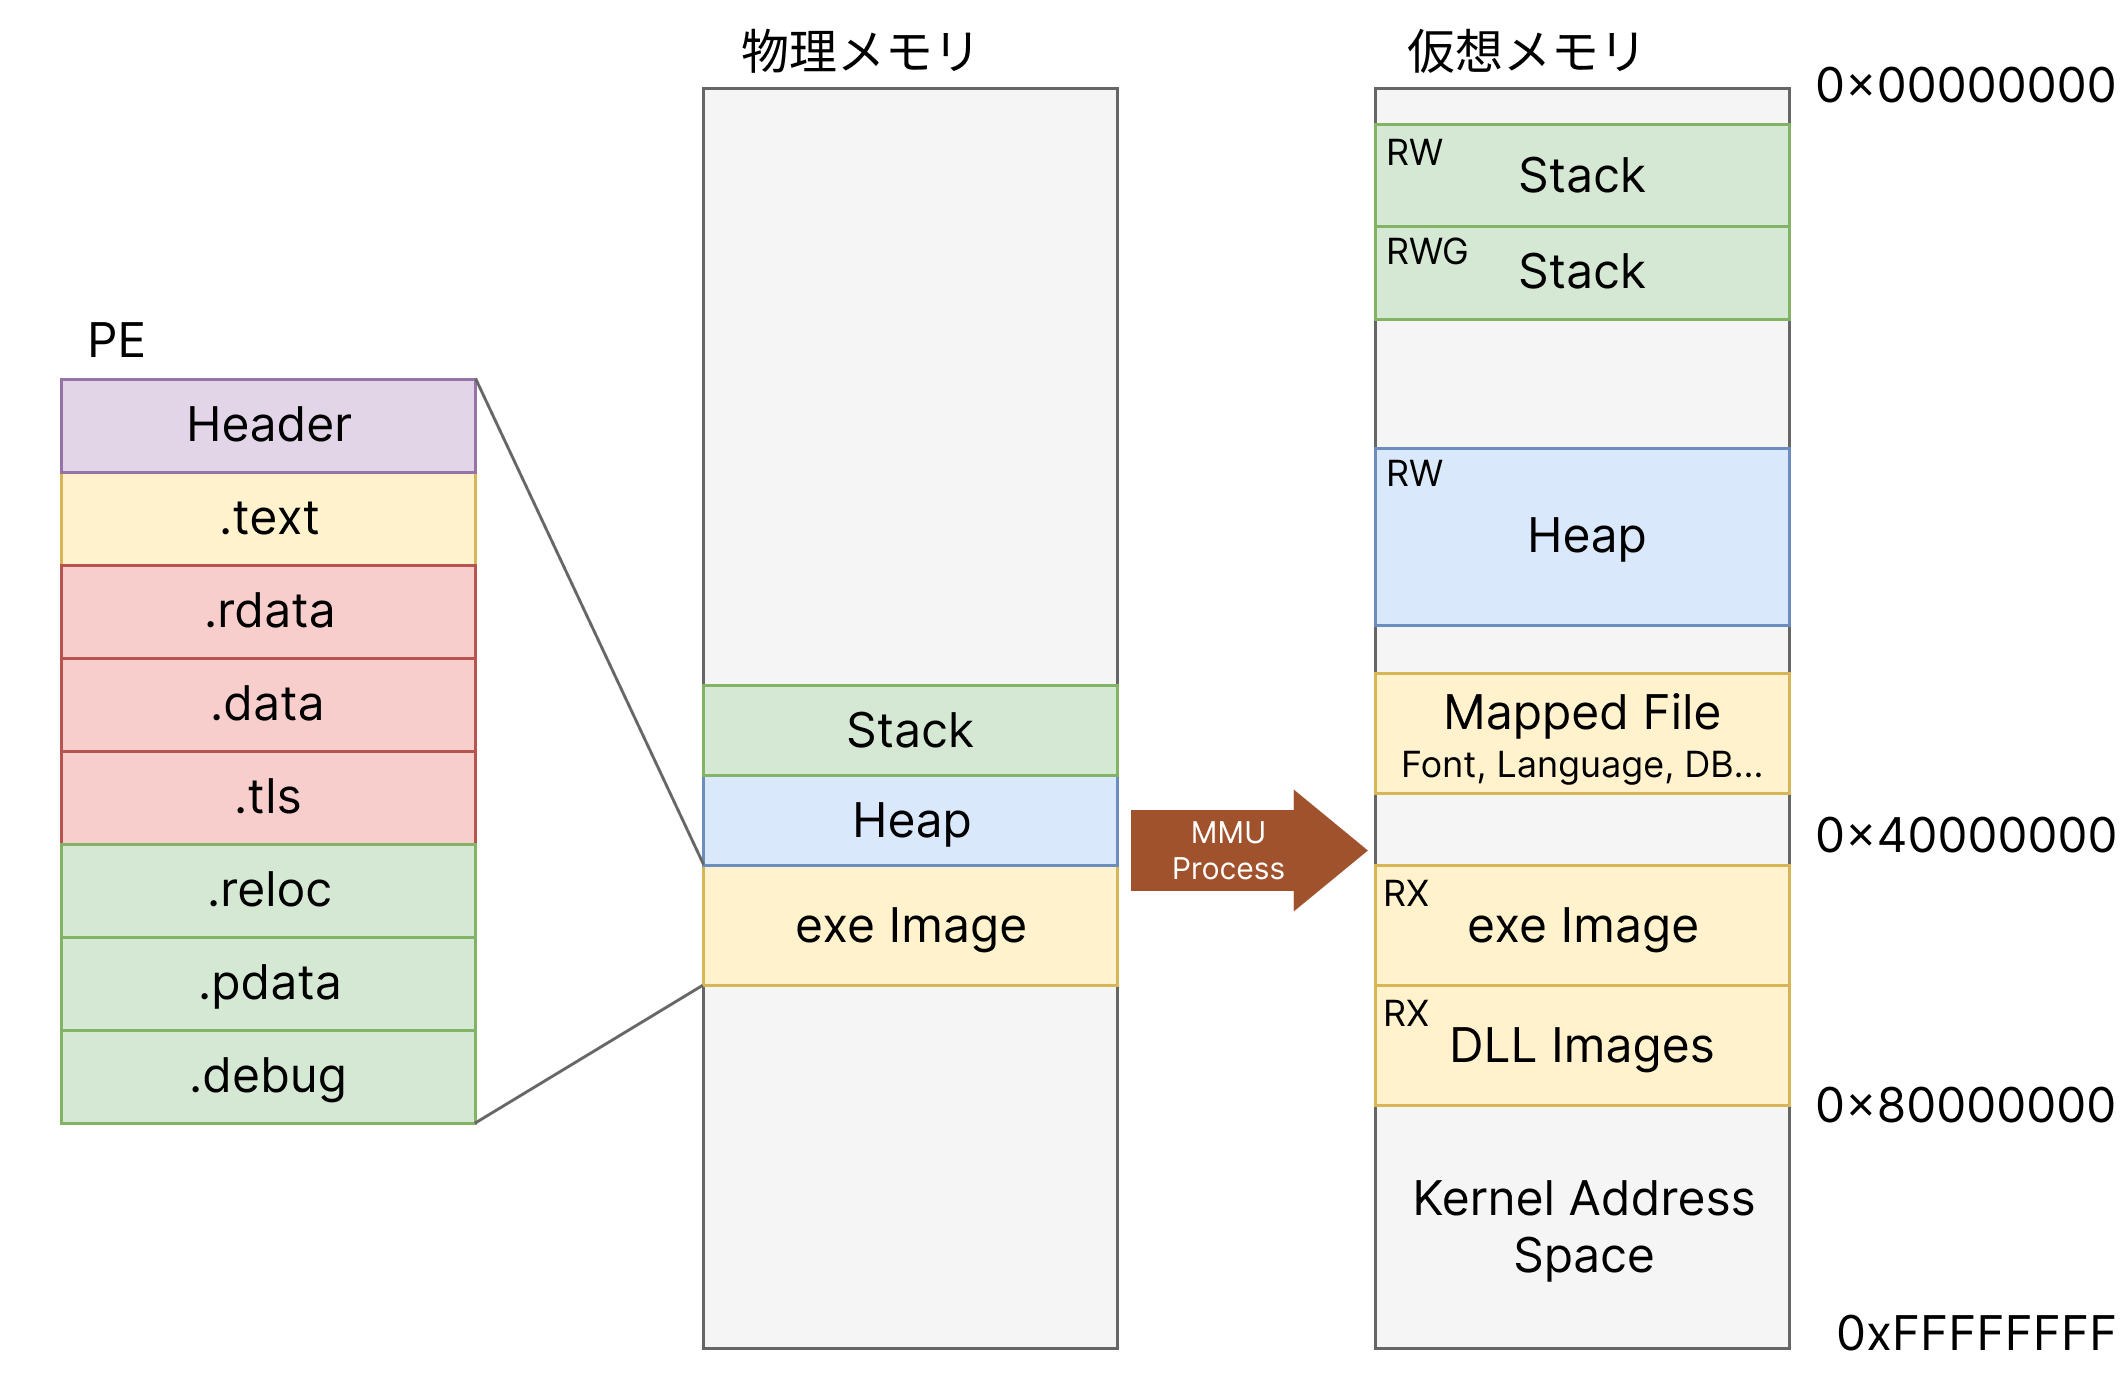 PE
Header
.text
.rdata
.data
.tls
.reloc
.pdata
.debug
物理メモリ
Stack
Heap
exe Image
MMU
Process
仮想メモリ
RW
Stack
RWG
Stack
RW
Heap
Mapped File
Font, Language, DB...
RX
exe Image
RX
DLL Images
Kernel Address
Space
0×00000000
0×40000000
0×80000000
0xFFFFFFFF